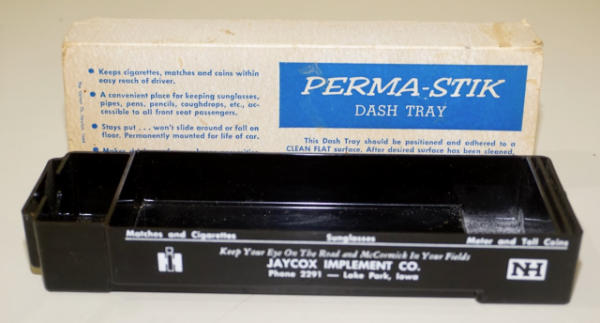 • Keeps cigarettes, matches and coins within
easy reach of driver.
• A convenient place for keeping sunglasses,
pipes, pens, pencils, coughdrops, etc., ac-
cessible to all front seat passengers.
• Stays put . . . won't slide around or fall on
floor. Permanently mounted for life of car.
• Makes
PERMA-STIK
DASH TRAY
This Dash Tray should be positioned and adhered to a
CLEAN FLAT surface. After desired surface has been cleaned,
Matches and Cigarettes
Sunglasses
Meter and Toll Coins
Keep Your Eye On The Road and McCormick In Your Fields
JAYCOX IMPLEMENT CO.
Phone 2291 — Lake Park, Iowa
NH